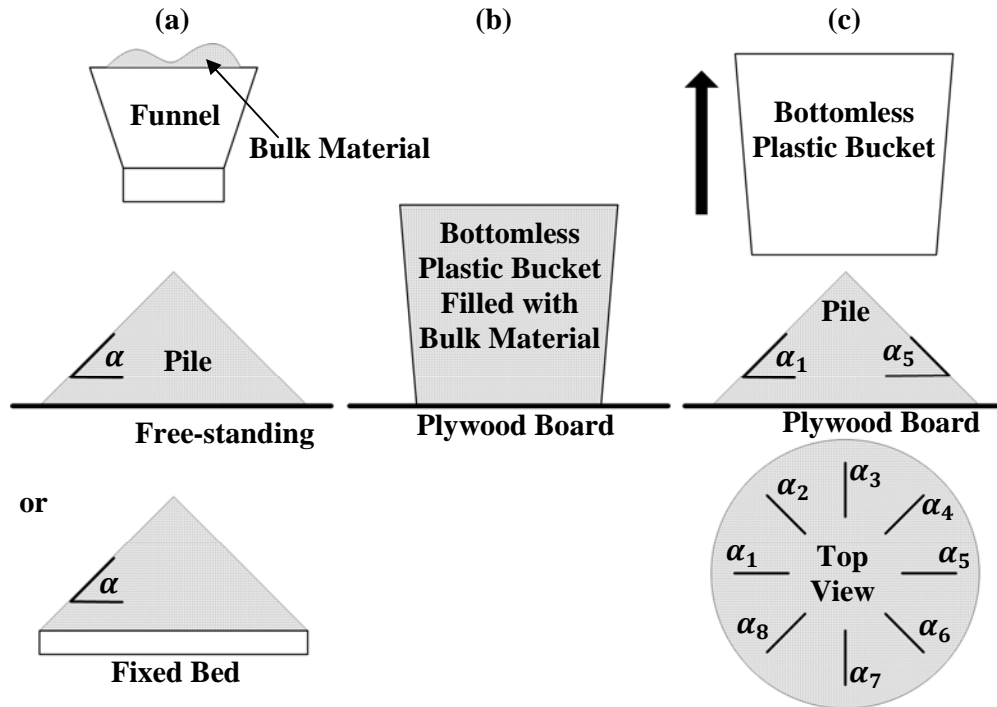 (a)
Funnel
Bulk Material
α
Pile
Free-standing
or
α
Fixed Bed
(b)
Bottomless
Plastic Bucket
Filled with
Bulk Material
Plywood Board
(c)
Bottomless
Plastic Bucket
Pile
α₁
α₅
Plywood Board
α₃
α₂
α₄
α₁
Top
View
α₅
α₈
α₆
α₇